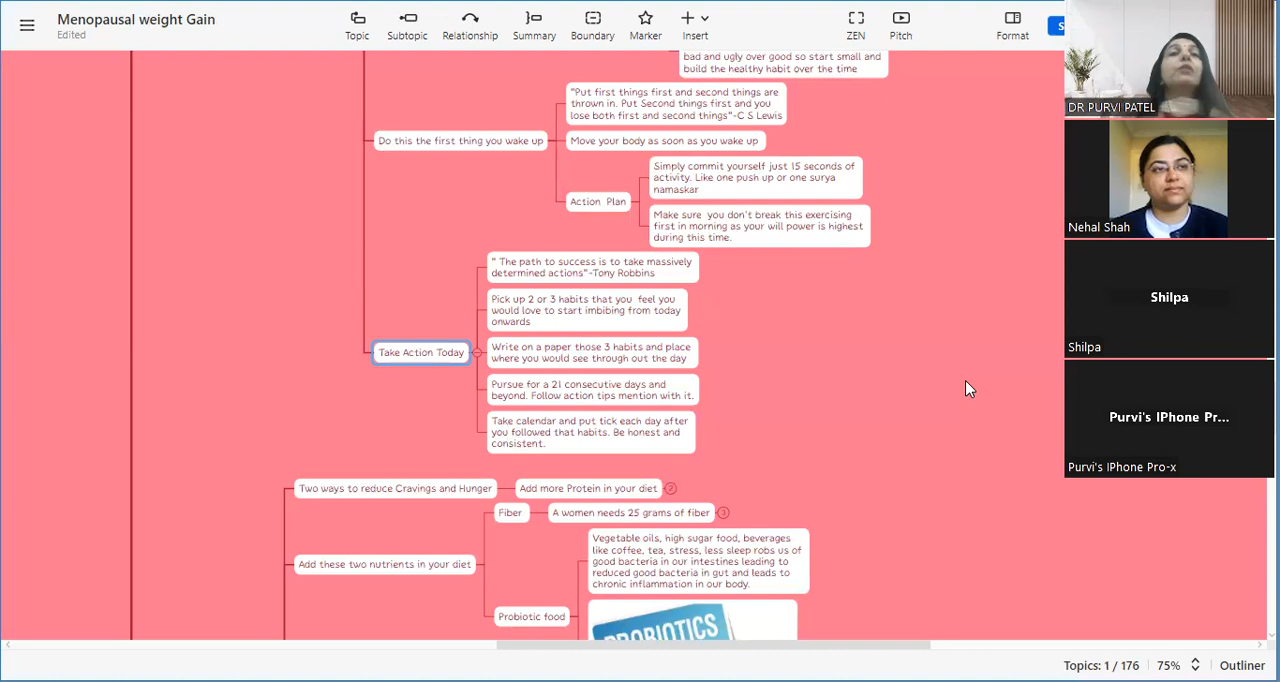 Menopausal weight Gain
Edited
Topic
Subtopic
Relationship
Summary
Boundary
Marker
Insert
ZEN
Pitch
Format
bad and ugly over good so start small and
build the healthy habit over the time
Do this the first thing you wake up
"Put first things first and second things are
thrown in. Put Second things first and you
lose both first and second things"-C S Lewis
Move your body as soon as you wake up
Action Plan
Simply commit yourself just 15 seconds of
activity. Like one push up or one surya
namaskar
Make sure you don't break this exercising
first in morning as your will power is highest
during this time.
Take Action Today
" The path to success is to take massively
determined actions"-Tony Robbins
Pick up 2 or 3 habits that you feel you
would love to start imbibing from today
onwards
Write on a paper those 3 habits and place
where you would see through out the day
Pursue for a 21 consecutive days and
beyond. Follow action tips mention with it.
Take calendar and put tick each day after
you followed that habits. Be honest and
consistent.
Two ways to reduce Cravings and Hunger
Add more Protein in your diet
2
Add these two nutrients in your diet
Fiber
A women needs 25 grams of fiber
3
Probiotic food
Vegetable oils, high sugar food, beverages
like coffee, tea, stress, less sleep robs us of
good bacteria in our intestines leading to
reduced good bacteria in gut and leads to
chronic inflammation in our body.
PROBIOTICS
DR PURVI PATEL
Nehal Shah
Shilpa
Shilpa
Purvi's IPhone Pr...
Purvi's IPhone Pro-x
Topics: 1 / 176
75%
Outliner